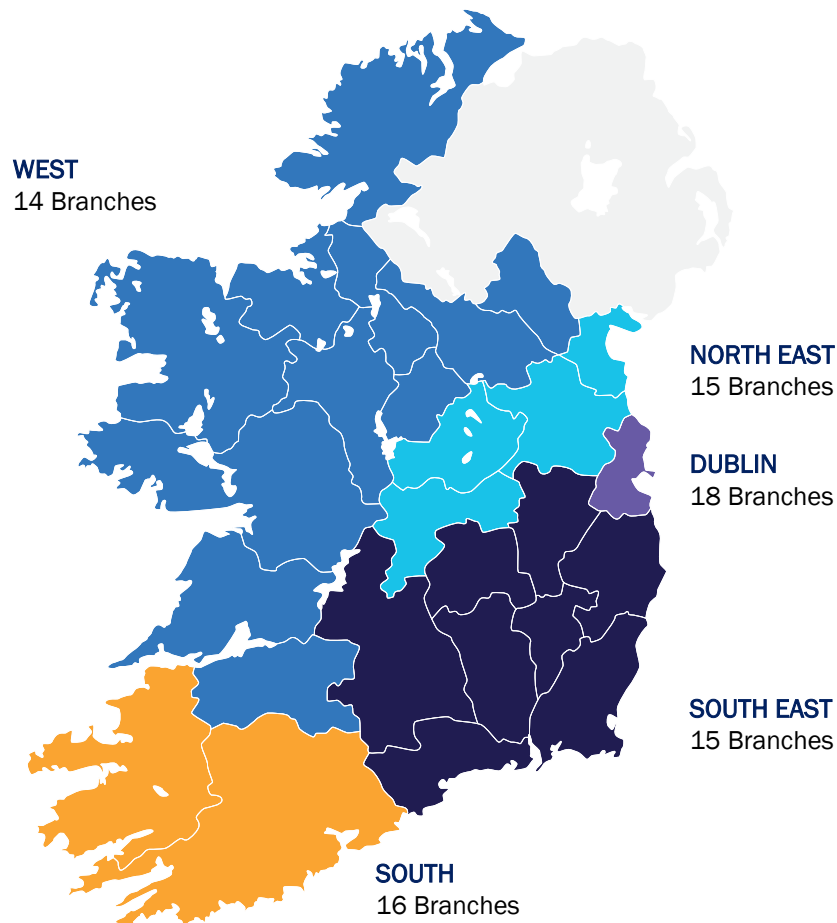 WEST
14 Branches
NORTH EAST
15 Branches
DUBLIN
18 Branches
SOUTH EAST
15 Branches
SOUTH
16 Branches